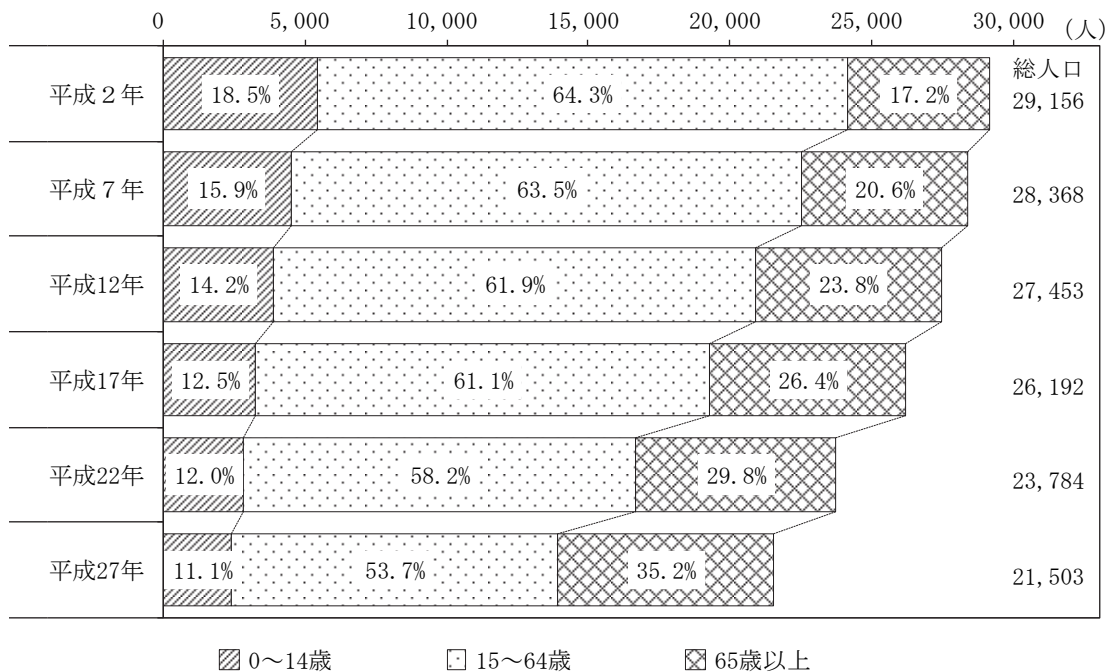 0 5,000 10,000 15,000 20,000 25,000 30,000 (人)
総人口
平成2年 18.5% 64.3% 17.2% 29,156
平成7年 15.9% 63.5% 20.6% 28,368
平成12年 14.2% 61.9% 23.8% 27,453
平成17年 12.5% 61.1% 26.4% 26,192
平成22年 12.0% 58.2% 29.8% 23,784
平成27年 11.1% 53.7% 35.2% 21,503
0～14歳 15～64歳 65歳以上